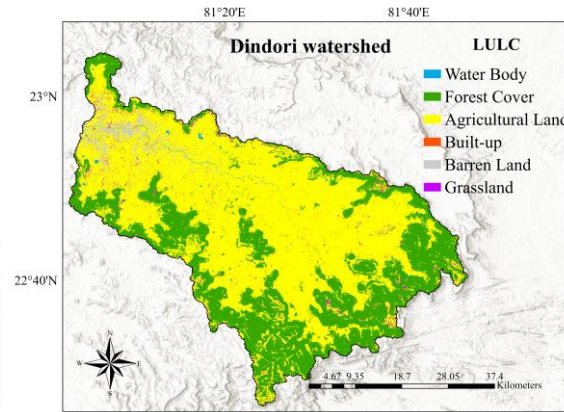 81°20'
81°40'
Dindori watershed
LULC
Water Body
Forest Cover
Agricultural Land
Built-up
Barren Land
Grassland
23°
22°40'
N
W
E
S
4.67 9.35 18.7 28.05 37.4
Kilometers